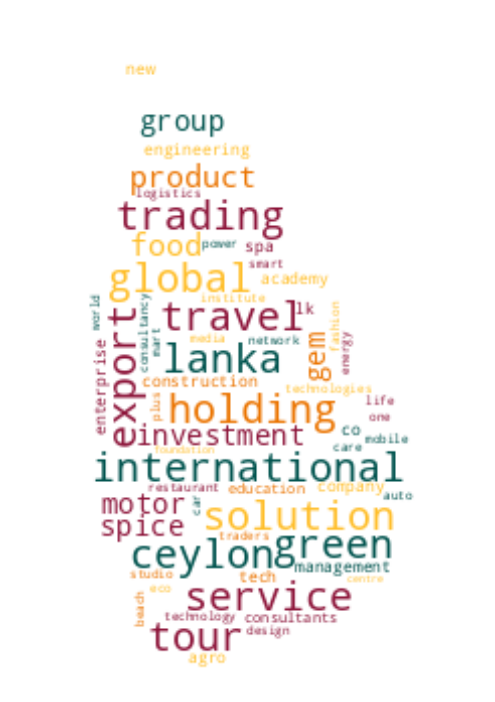 new
group
engineering
product
logistics
trading
food power spa
smart
global academy
institute
world
consultancy
export
travel lk
fashion
mart
media network
gem
energy
enterprise
lanka
construction
technologies
plus
holding
life
one
investment
co
mobile
foundation
care
international
restaurant education company
auto
motor
car
spice
solution
traders
ceylon green
management
studio
tech
centre
eco
beach
service
technology consultants
tour design
agro